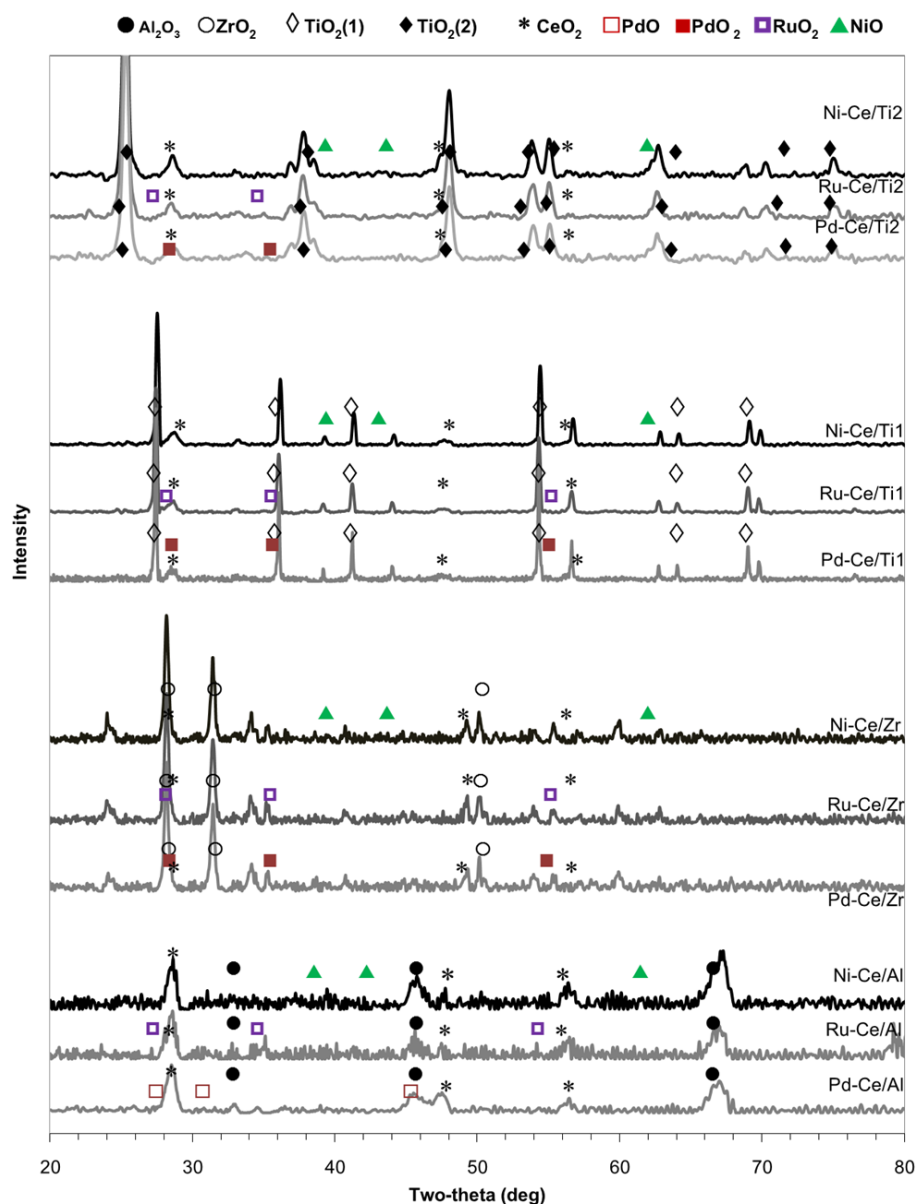 Al₂O₃ ZrO₂ TiO₂(1) TiO₂(2) CeO₂ PdO PdO₂ RuO₂ NiO
Ni-Ce/Ti2
Ru-Ce/Ti2
Pd-Ce/Ti2
Ni-Ce/Ti1
Ru-Ce/Ti1
Pd-Ce/Ti1
Intensity
Ni-Ce/Zr
Ru-Ce/Zr
Pd-Ce/Zr
Ni-Ce/Al
Ru-Ce/Al
Pd-Ce/Al
20 30 40 50 60 70 80
Two-theta (deg)